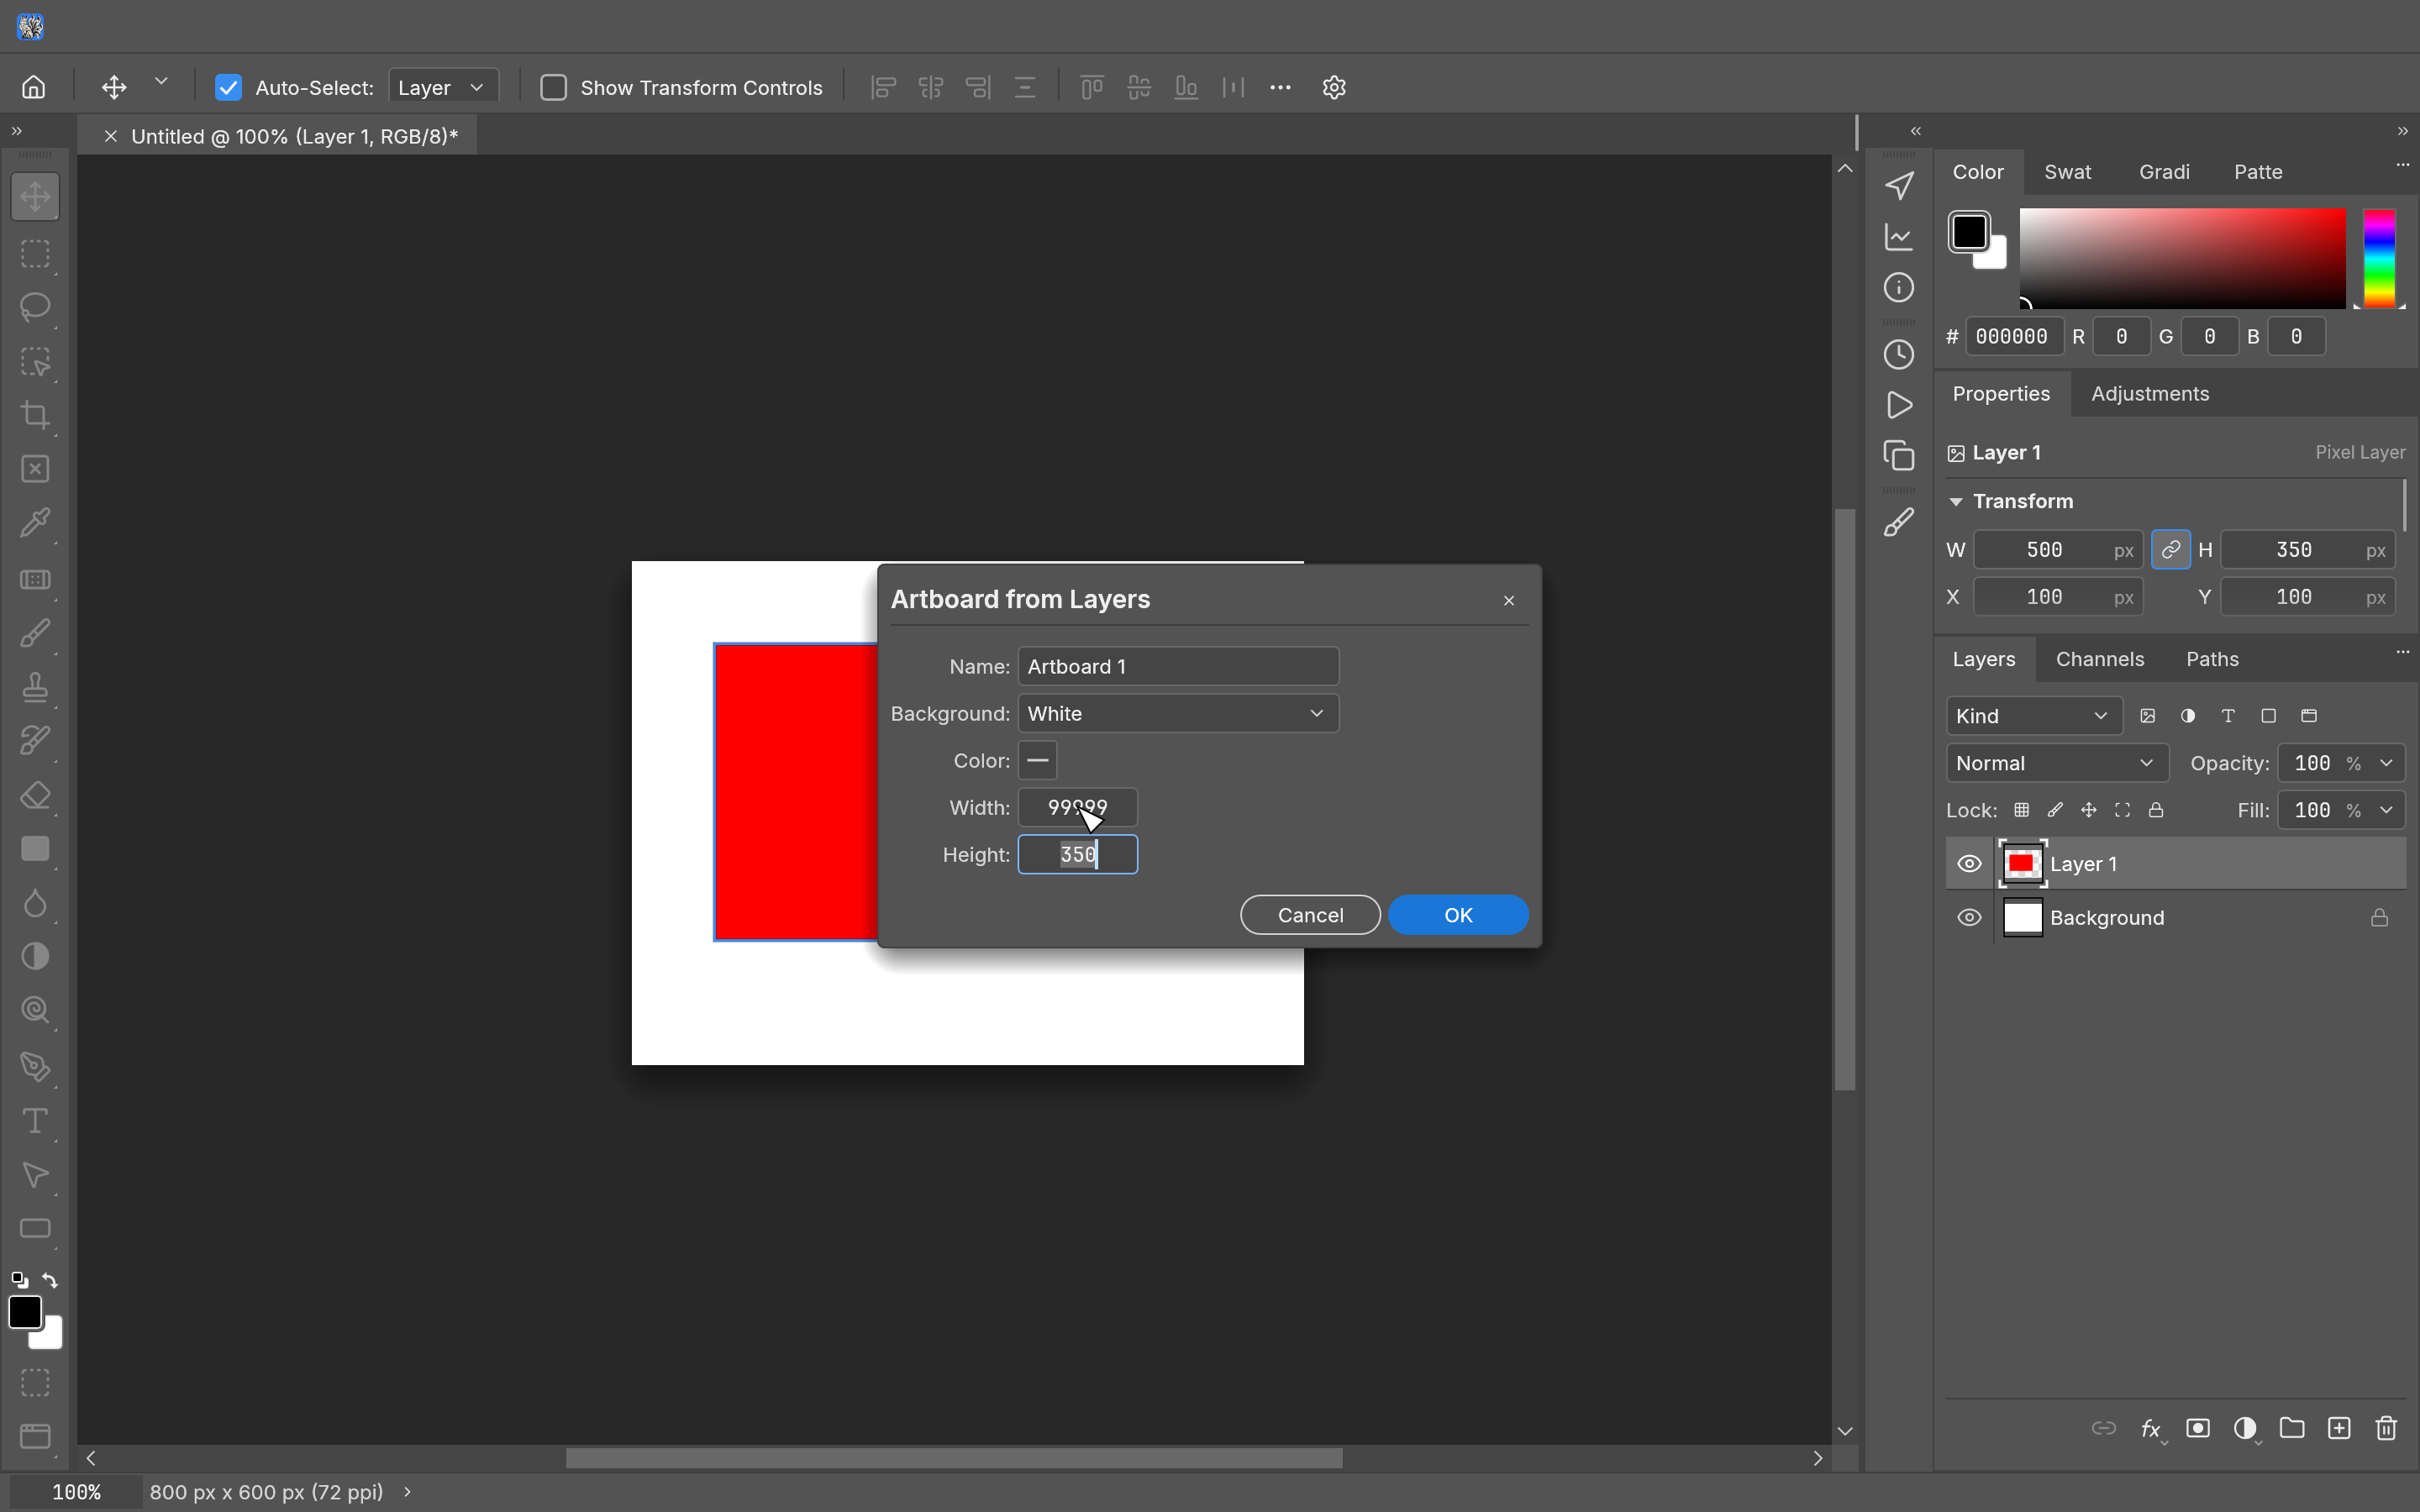 Auto-Select: Layer Show Transform Controls
Untitled @ 100% (Layer 1, RGB/8)*
Color Swat Gradi Patte
# 000000 R 0 G 0 B 0
Properties Adjustments
Layer 1 Pixel Layer
Transform
W 500 px H 350 px
X 100 px Y 100 px
Artboard from Layers
Name: Artboard 1
Background: White
Color:
Width: 99999
Height: 350
Cancel OK
Layers Channels Paths
Kind
Normal Opacity: 100 %
Lock: Fill: 100 %
Layer 1
Background
fx
100% 800 px x 600 px (72 ppi)